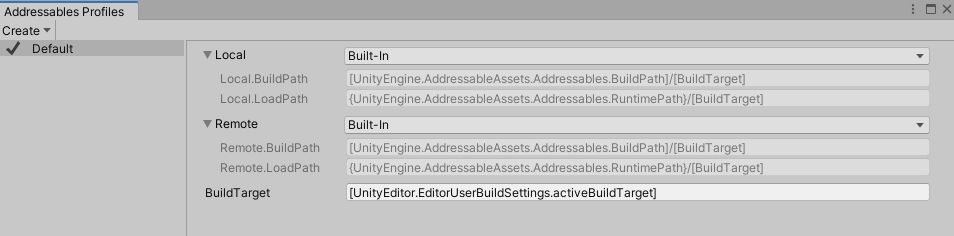 Addressables Profiles
Create
Default
Local Built-In
Local.BuildPath [UnityEngine.AddressableAssets.Addressables.BuildPath]/[BuildTarget]
Local.LoadPath {UnityEngine.AddressableAssets.Addressables.RuntimePath}/[BuildTarget]
Remote Built-In
Remote.BuildPath [UnityEngine.AddressableAssets.Addressables.BuildPath]/[BuildTarget]
Remote.LoadPath {UnityEngine.AddressableAssets.Addressables.RuntimePath}/[BuildTarget]
BuildTarget [UnityEditor.EditorUserBuildSettings.activeBuildTarget]